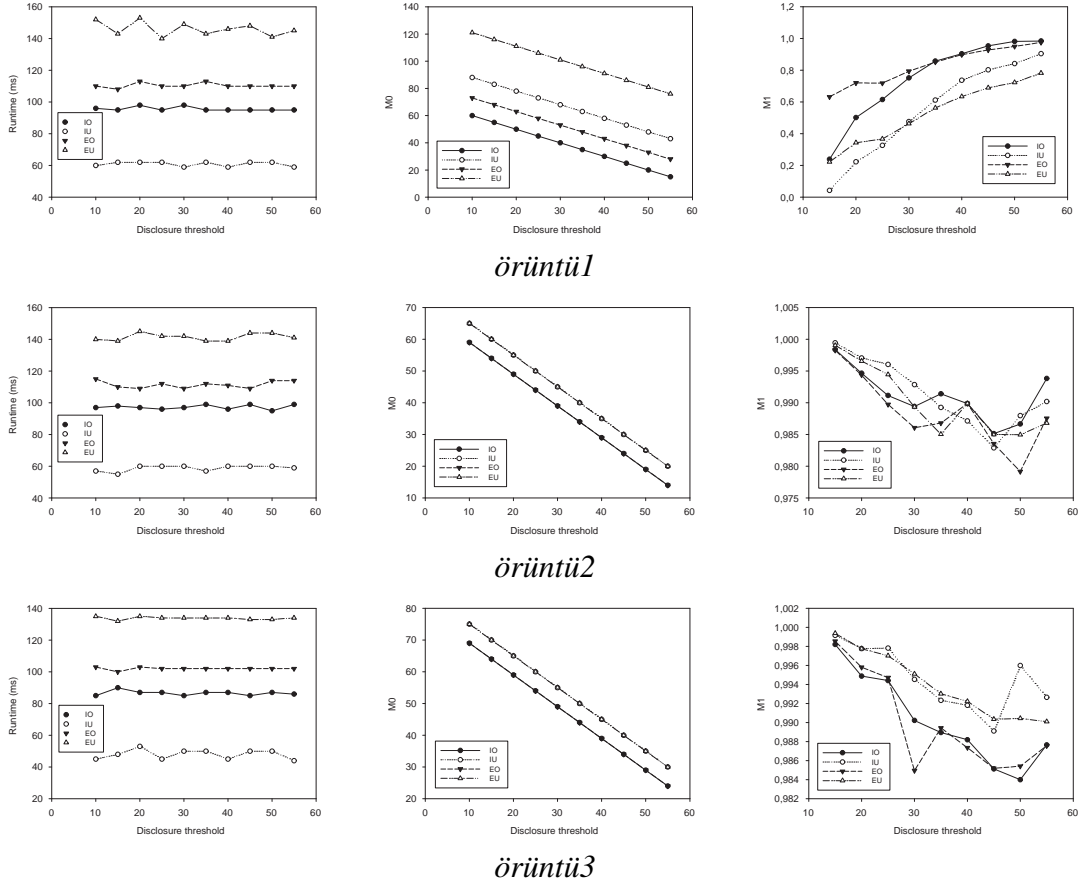 160
140
120
100
80
60
40
Runtime (ms)
IO
IU
EO
EU
0 10 20 30 40 50 60
Disclosure threshold
140
120
100
80
60
40
20
0
M0
IO
IU
EO
EU
0 10 20 30 40 50 60
Disclosure threshold
1,2
1,0
0,8
0,6
0,4
0,2
0,0
M1
IO
IU
EO
EU
10 20 30 40 50 60
Disclosure threshold
örüntü1
160
140
120
100
80
60
40
Runtime (ms)
IO
IU
EO
EU
0 10 20 30 40 50 60
Disclosure threshold
70
60
50
40
30
20
10
M0
IO
IU
EO
EU
0 10 20 30 40 50 60
Disclosure threshold
1,005
1,000
0,995
0,990
0,985
0,980
0,975
M1
IO
IU
EO
EU
10 20 30 40 50 60
Disclosure threshold
örüntü2
140
120
100
80
60
40
20
Runtime (ms)
IO
IU
EO
EU
0 10 20 30 40 50 60
Disclosure threshold
80
70
60
50
40
30
20
M0
IO
IU
EO
EU
0 10 20 30 40 50 60
Disclosure threshold
1,002
1,000
0,998
0,996
0,994
0,992
0,990
0,988
0,986
0,984
0,982
M1
IO
IU
EO
EU
10 20 30 40 50 60
Disclosure threshold
örüntü3